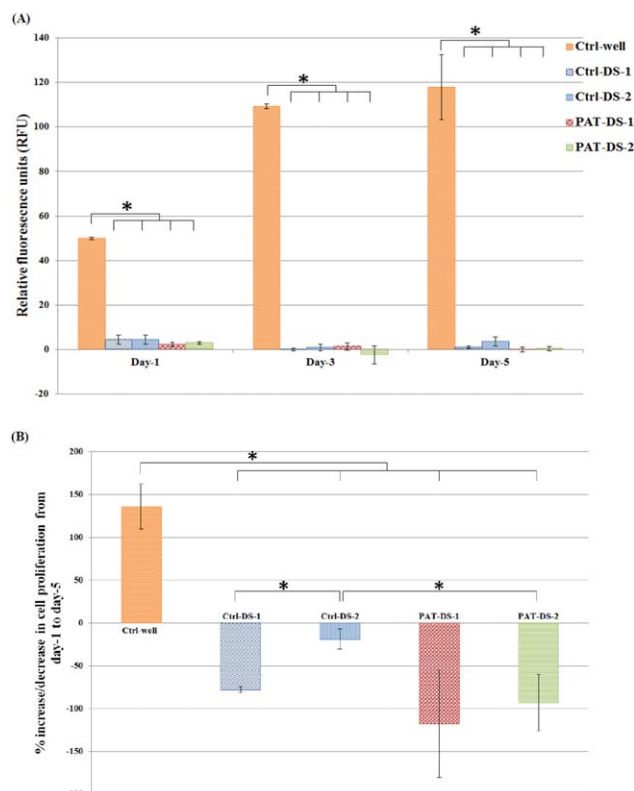 (A)
Relative fluoresecnce units (RFU)
140
120
100
80
60
40
20
0
-20
*
*
*
Day-1
Day-3
Day-5
Ctrl-well
Ctrl-DS-1
Ctrl-DS-2
PAT-DS-1
PAT-DS-2
(B)
% increase/decrease in cell proliferation from
day-1 to day-5
200
150
100
50
0
-50
-100
-150
*
*
*
Ctrl-well
Ctrl-DS-1
Ctrl-DS-2
PAT-DS-1
PAT-DS-2